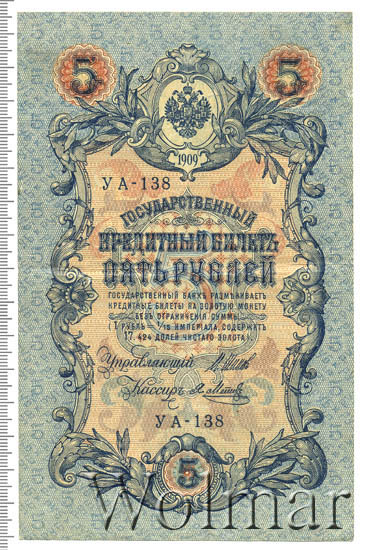 5 5
1909
УА-138
ГОСУДАРСТВЕННЫЙ
КРЕДИТНЫЙ БИЛЕТЪ
ПЯТЬ РУБЛЕЙ
ГОСУДАРСТВЕННЫЙ БАНКЪ РАЗМѢНИВАЕТЪ
КРЕДИТНЫЕ БИЛЕТЫ НА ЗОЛОТУЮ МОНЕТУ
БЕЗЪ ОГРАНИЧЕНІЯ СУММЫ
(1 РУБЛЬ = 1/15 ИМПЕРІАЛА, СОДЕРЖИТЪ
17,424 ДОЛЕЙ ЧИСТАГО ЗОЛОТА)
Управляющій
Кассиръ
УА-138
5
Wolmar